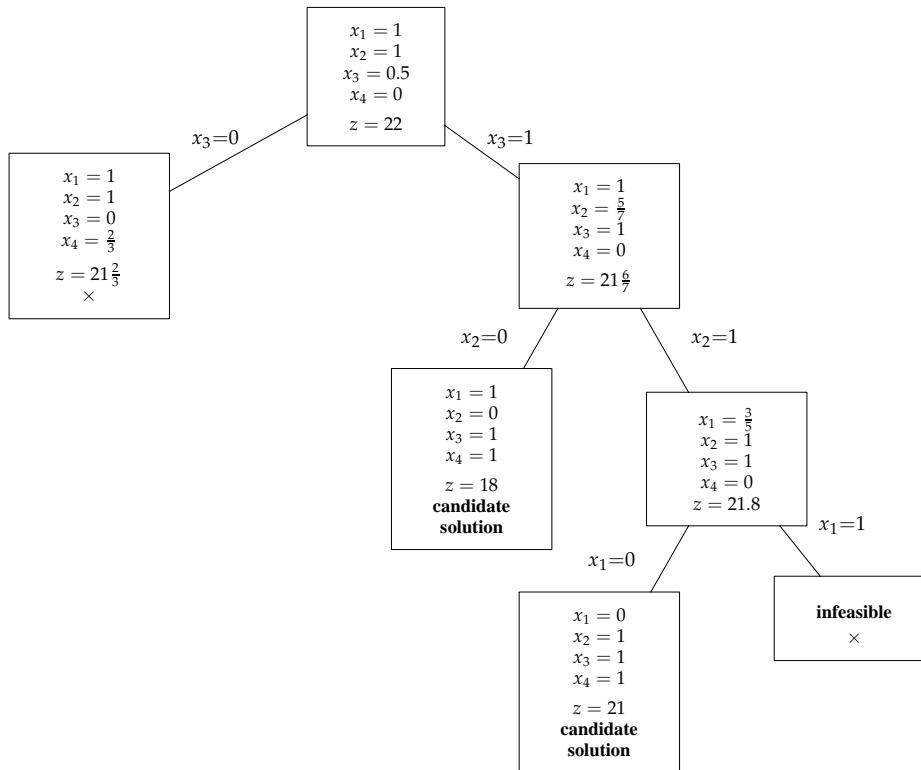 x₁ = 1
x₂ = 1
x₃ = 0.5
x₄ = 0
z = 22
x₃=0
x₃=1
x₁ = 1
x₂ = 1
x₃ = 0
x₄ = 2/3
z = 21 2/3
×
x₁ = 1
x₂ = 5/7
x₃ = 1
x₄ = 0
z = 21 6/7
x₂=0
x₂=1
x₁ = 1
x₂ = 0
x₃ = 1
x₄ = 1
z = 18
candidate
solution
x₁ = 3/5
x₂ = 1
x₃ = 1
x₄ = 0
z = 21.8
x₁=0
x₁=1
x₁ = 0
x₂ = 1
x₃ = 1
x₄ = 1
z = 21
candidate
solution
infeasible
×